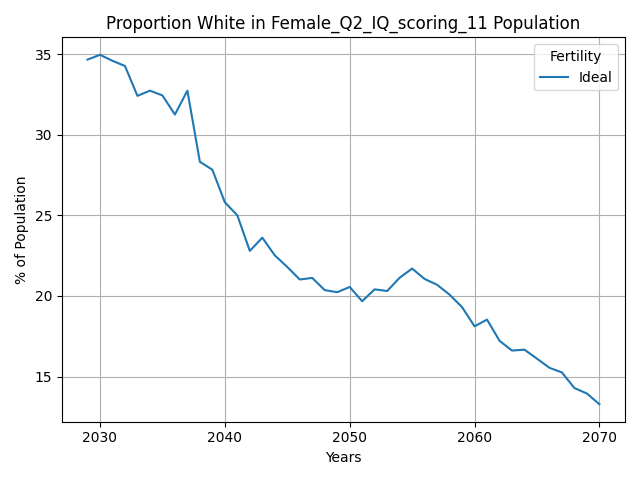 Proportion White in Female_Q2_IQ_scoring_11 Population
Fertility
Ideal
35
30
25
20
15
% of Population
2030 2040 2050 2060 2070
Years